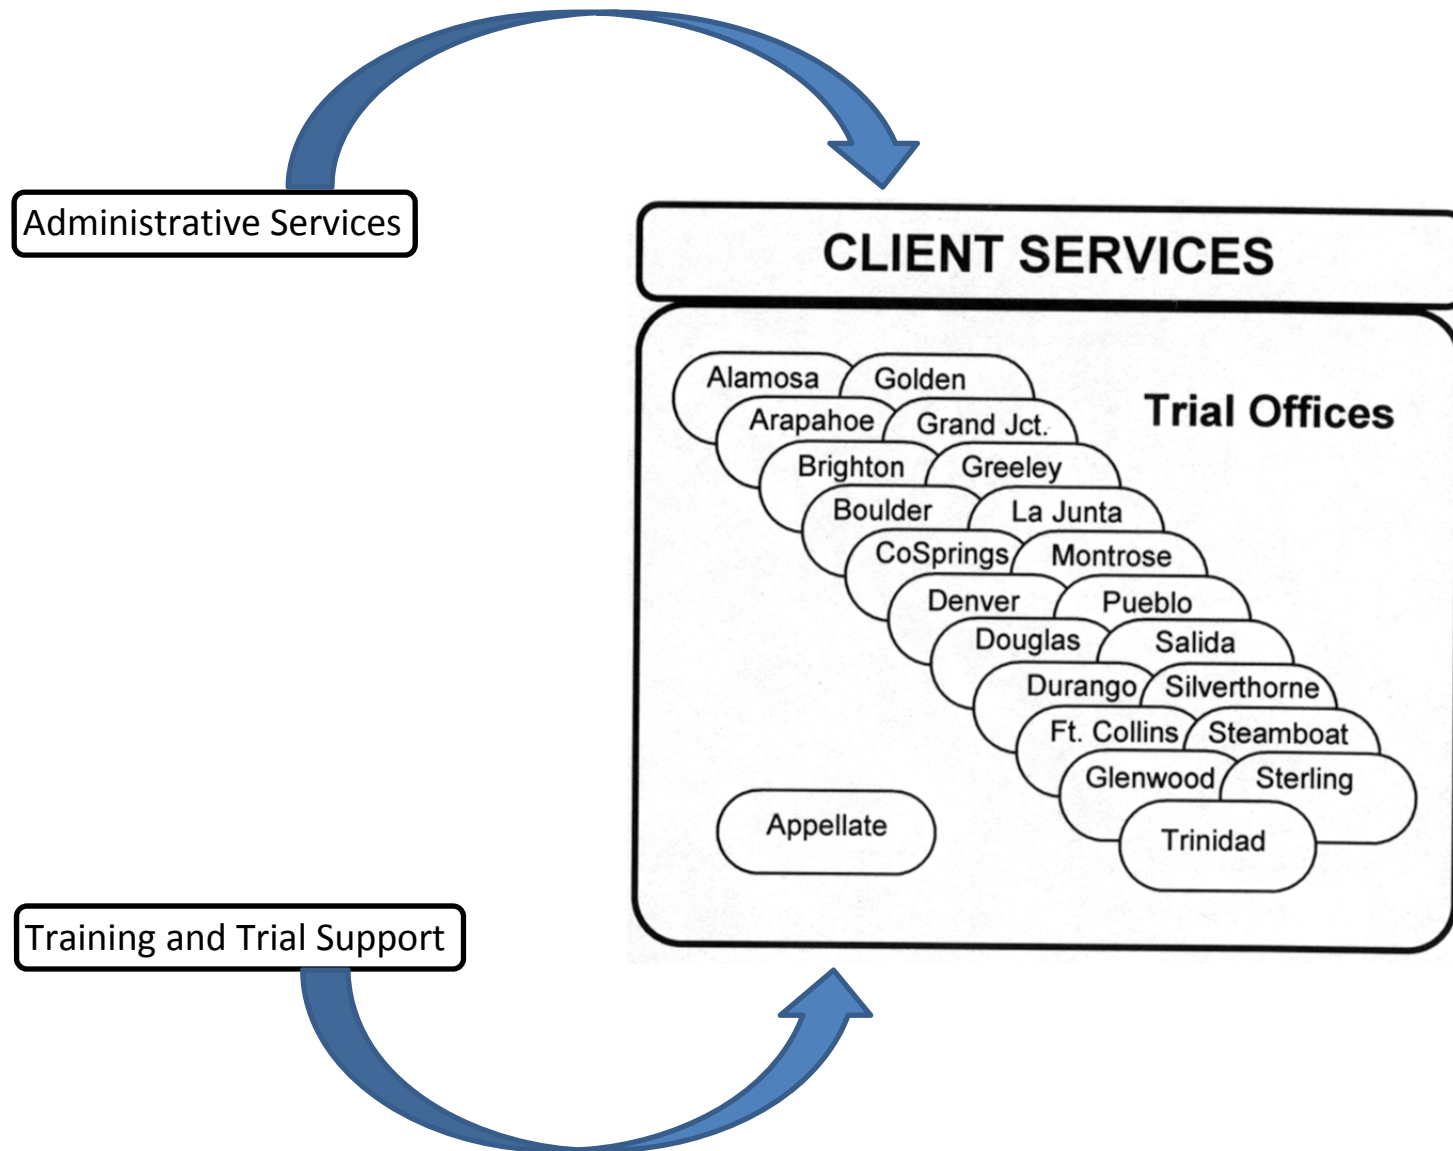 Administrative Services
CLIENT SERVICES
Trial Offices
Alamosa
Golden
Arapahoe
Grand Jct.
Brighton
Greeley
Boulder
La Junta
CoSprings
Montrose
Denver
Pueblo
Douglas
Salida
Durango
Silverthorne
Ft. Collins
Steamboat
Glenwood
Sterling
Trinidad
Appellate
Training and Trial Support